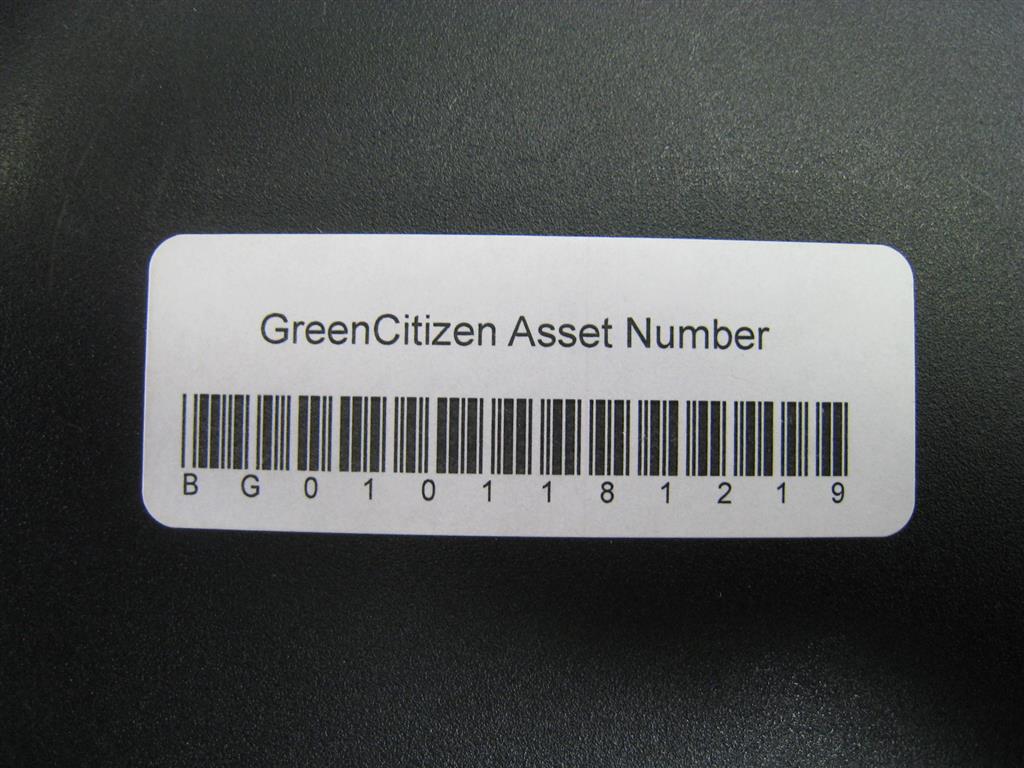 GreenCitizen Asset Number
B G 0 1 0 1 1 8 1 2 1 9